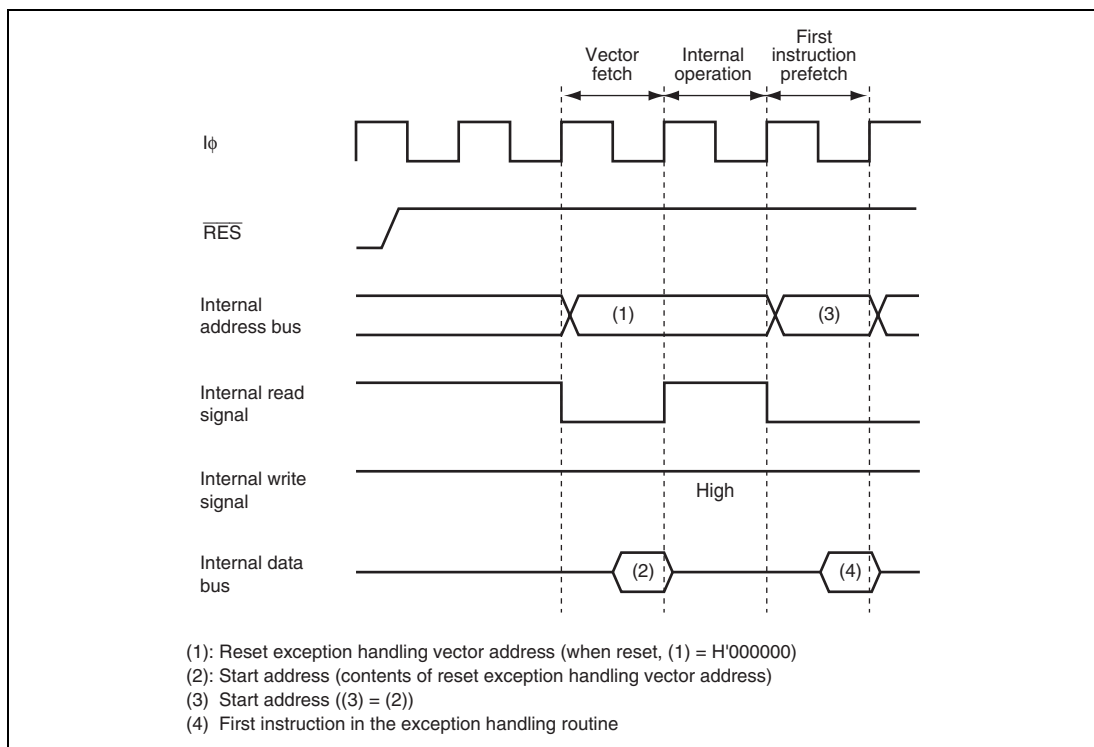 Vector
fetch
Internal
operation
First
instruction
prefetch
Iφ
RES
Internal
address bus
(1)
(3)
Internal read
signal
Internal write
signal
High
Internal data
bus
(2)
(4)
(1): Reset exception handling vector address (when reset, (1) = H'000000)
(2): Start address (contents of reset exception handling vector address)
(3) Start address ((3) = (2))
(4) First instruction in the exception handling routine